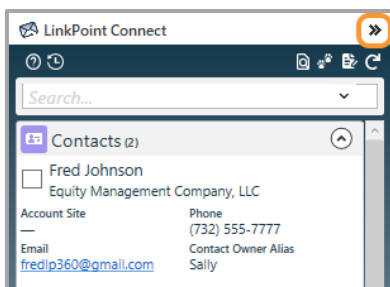 LinkPoint Connect
Search...
Contacts (2)
Fred Johnson
Equity Management Company, LLC
Account Site
Phone
—
(732) 555-7777
Email
Contact Owner Alias
fredlp360@gmail.com
Sally